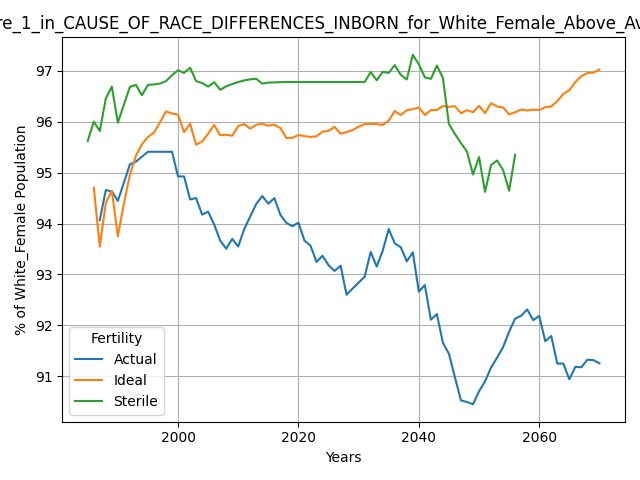 re_1_in_CAUSE_OF_RACE_DIFFERENCES_INBORN_for_White_Female_Above_Av
% of White_Female Population
97
96
95
94
93
92
91
Fertility
Actual
Ideal
Sterile
2000
2020
2040
2060
Years